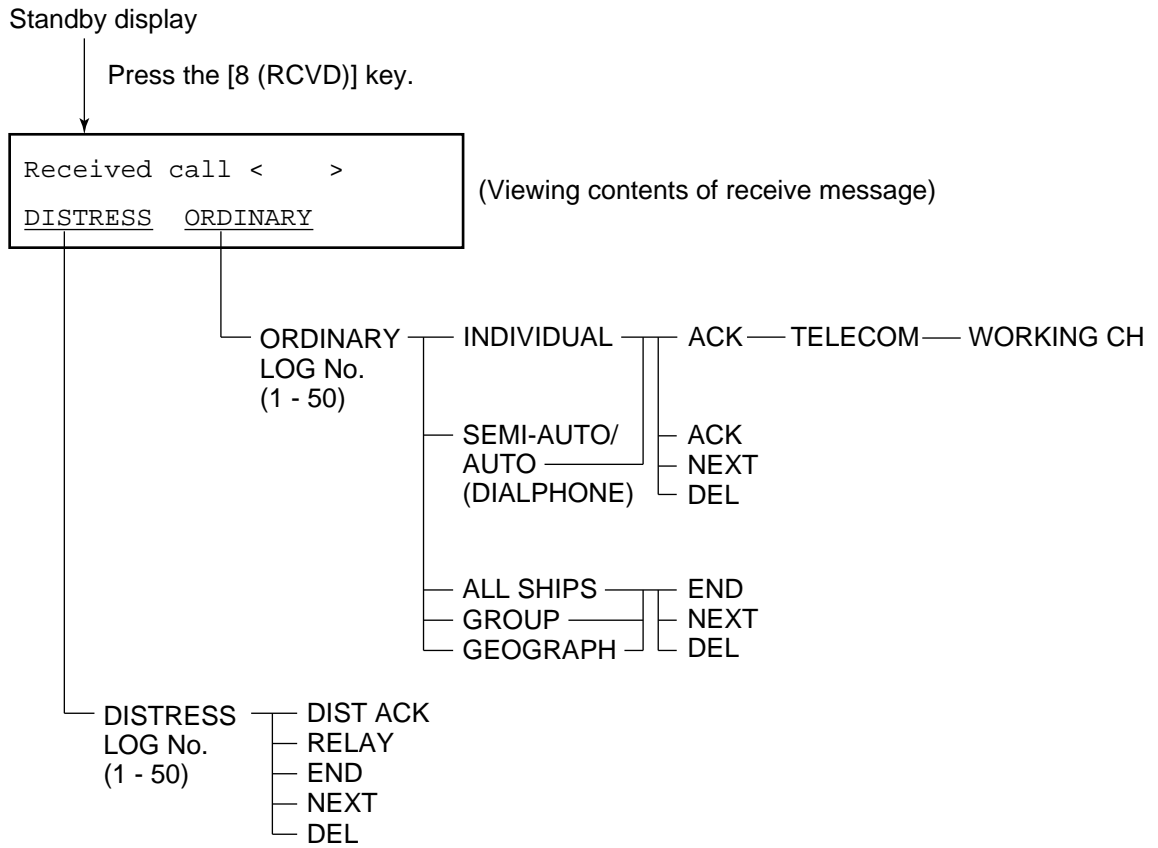 Standby display
Press the [8 (RCVD)] key.
Received call < >
(Viewing contents of receive message)
DISTRESS ORDINARY
ORDINARY
LOG No.
(1 - 50)
INDIVIDUAL
ACK
TELECOM
WORKING CH
SEMI-AUTO/
AUTO
(DIALPHONE)
ACK
NEXT
DEL
ALL SHIPS
GROUP
GEOGRAPH
END
NEXT
DEL
DISTRESS
LOG No.
(1 - 50)
DIST ACK
RELAY
END
NEXT
DEL